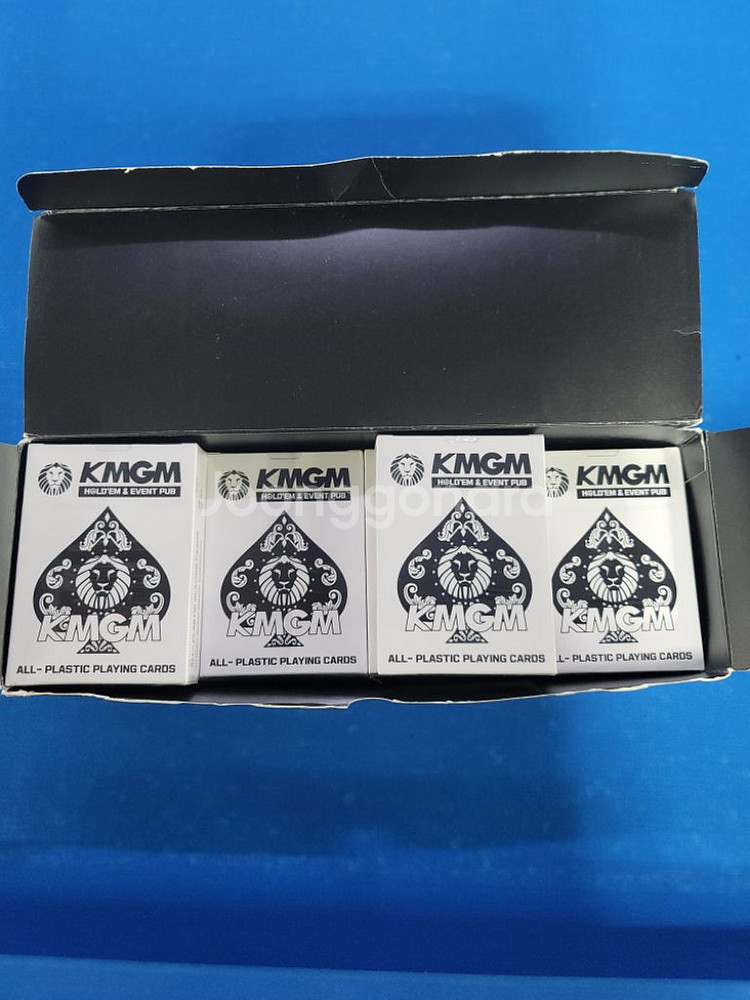 KMGM
HOLD'EM & EVENT PUB
KMGM
ALL- PLASTIC PLAYING CARDS
KMGM
HOLD'EM & EVENT PUB
KMGM
ALL- PLASTIC PLAYING CARDS
KMGM
HOLD'EM & EVENT PUB
KMGM
ALL- PLASTIC PLAYING CARDS
KMGM
HOLD'EM & EVENT PUB
KMGM
LL- PLASTIC PLAYING CARDS
Joonggonara